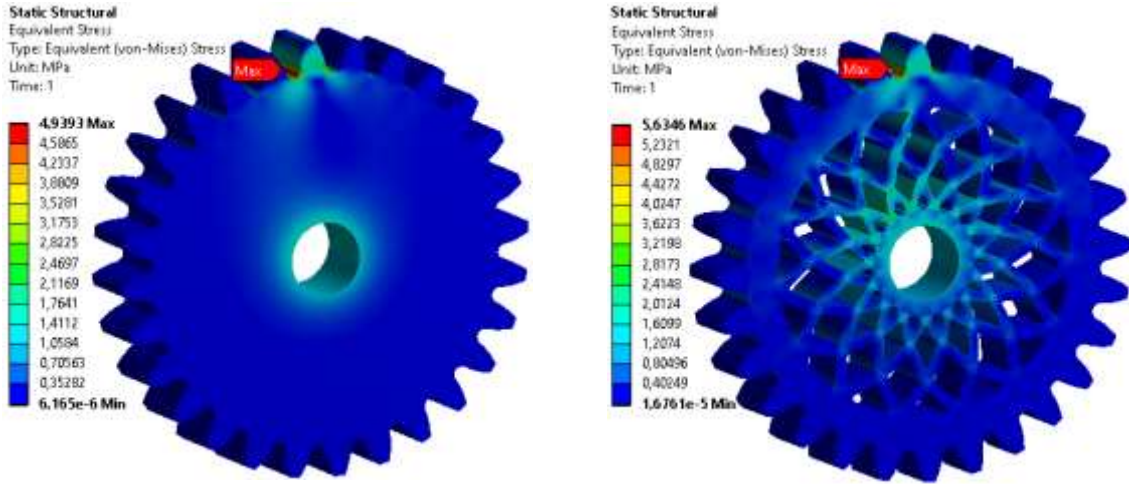 Static Structural
Equivalent Stress
Type: Equivalent (von-Mises) Stress
Unit: MPa
Time: 1
Max
4,9393 Max
4,5865
4,2337
3,8809
3,5281
3,1753
2,8225
2,4697
2,1169
1,7641
1,4112
1,0584
0,70563
0,35282
6,165e-6 Min
Static Structural
Equivalent Stress
Type: Equivalent (von-Mises) Stress
Unit: MPa
Time: 1
Max
5,6346 Max
5,2321
4,8297
4,4272
4,0247
3,6223
3,2198
2,8173
2,4148
2,0124
1,6099
1,2074
0,80496
0,40249
1,6761e-5 Min